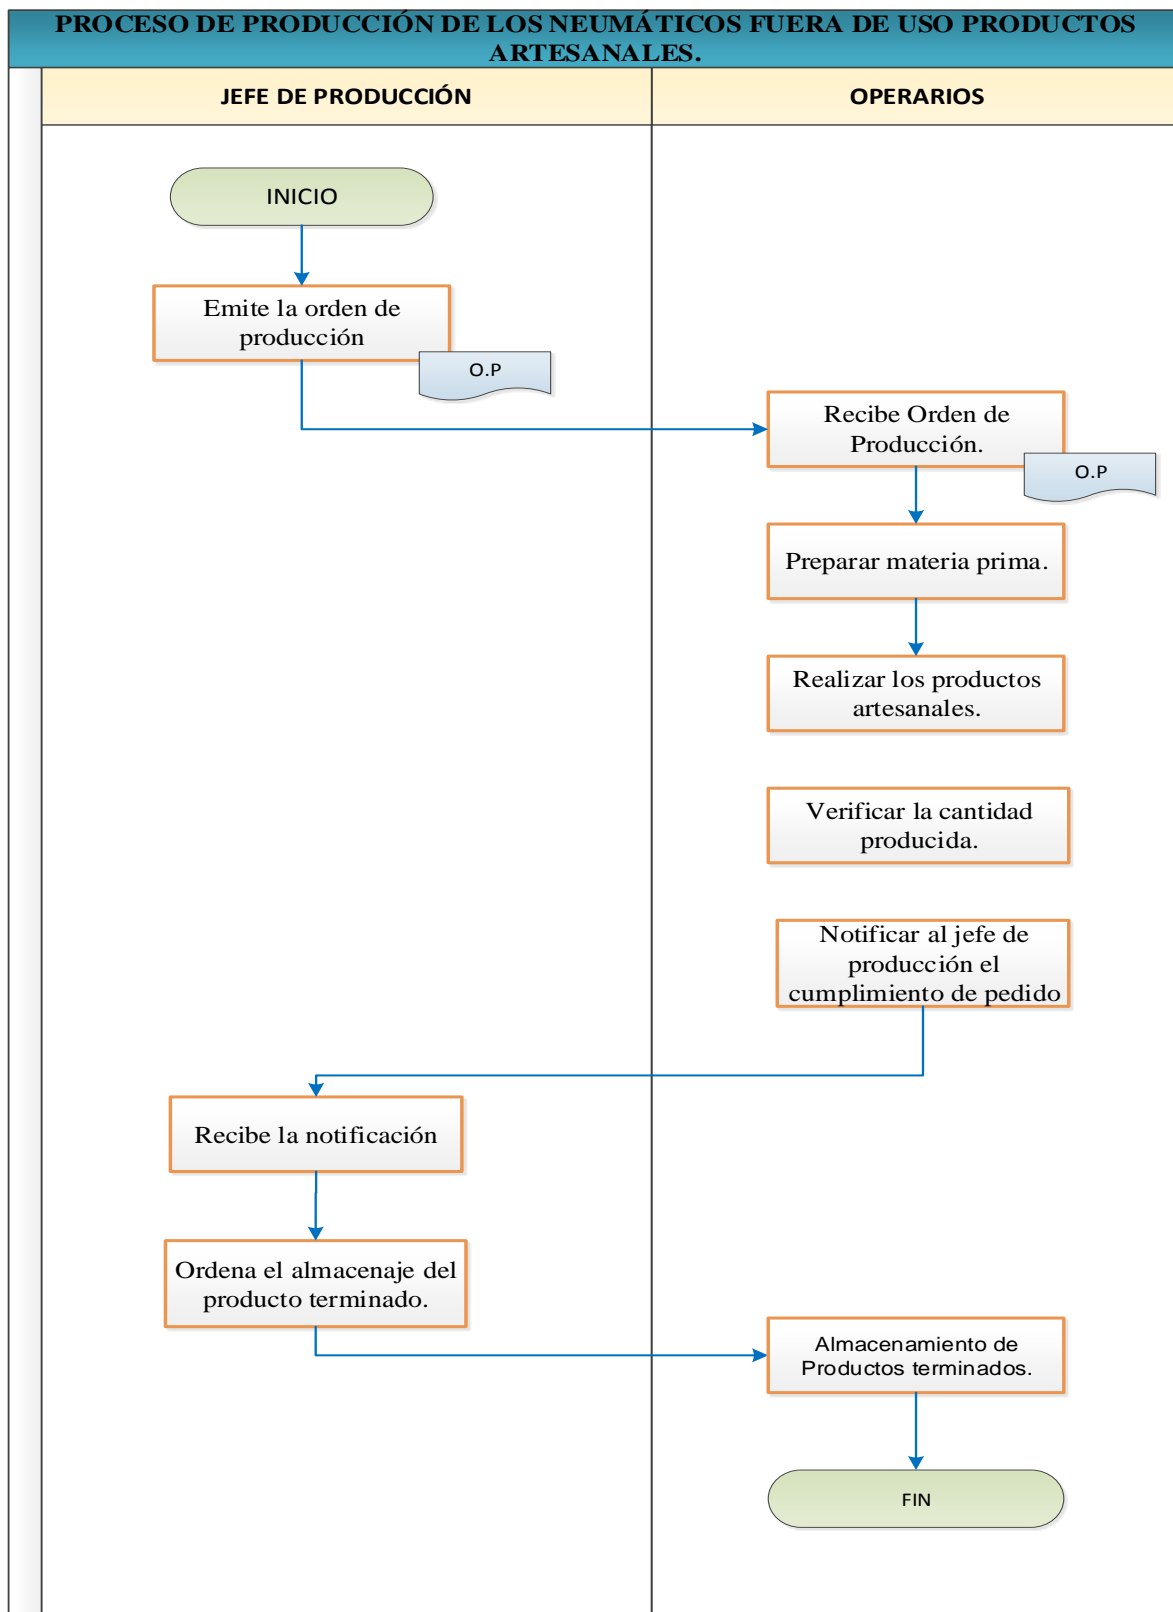 PROCESO DE PRODUCCIÓN DE LOS NEUMÁTICOS FUERA DE USO PRODUCTOS
ARTESANALES.
JEFE DE PRODUCCIÓN
OPERARIOS
INICIO
Emite la orden de
producción
O.P
Recibe Orden de
Producción.
O.P
Preparar materia prima.
Realizar los productos
artesanales.
Verificar la cantidad
producida.
Notificar al jefe de
producción el
cumplimiento de pedido
Recibe la notificación
Ordena el almacenaje del
producto terminado.
Almacenamiento de
Productos terminados.
FIN